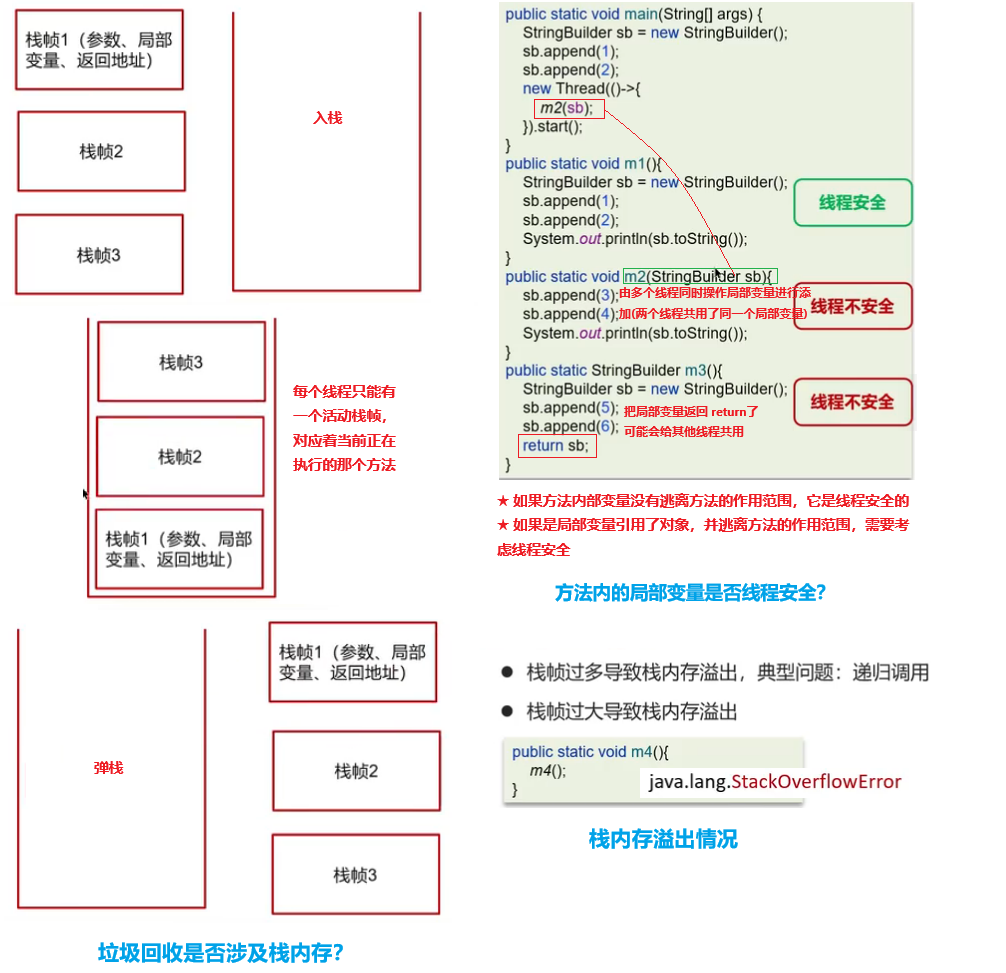 栈帧1（参数、局部
变量、返回地址）
栈帧2
栈帧3
入栈
栈帧3
栈帧2
栈帧1（参数、局部
变量、返回地址）
每个线程只能有
一个活动栈帧，
对应着当前正在
执行的那个方法
弹栈
栈帧1（参数、局部
变量、返回地址）
栈帧2
栈帧3
垃圾回收是否涉及栈内存？
public static void main(String[] args) {
StringBuilder sb = new StringBuilder();
sb.append(1);
sb.append(2);
new Thread(()->{
m2(sb);
}).start();
}
public static void m1(){
StringBuilder sb = new StringBuilder();
sb.append(1);
sb.append(2);
System.out.println(sb.toString());
}
线程安全
public static void m2(StringBuilder sb){
sb.append(3);
sb.append(4);
System.out.println(sb.toString());
}
由多个线程同时操作局部变量进行添
加(两个线程共用了同一个局部变量)
线程不安全
public static StringBuilder m3(){
StringBuilder sb = new StringBuilder();
sb.append(5);
sb.append(6);
return sb;
}
把局部变量返回 return了
可能会给其他线程共用
线程不安全
★ 如果方法内部变量没有逃离方法的作用范围，它是线程安全的
★ 如果是局部变量引用了对象，并逃离方法的作用范围，需要考
虑线程安全
方法内的局部变量是否线程安全？
● 栈帧过多导致栈内存溢出，典型问题：递归调用
● 栈帧过大导致栈内存溢出
public static void m4(){
m4();
}
java.lang.StackOverflowError
栈内存溢出情况